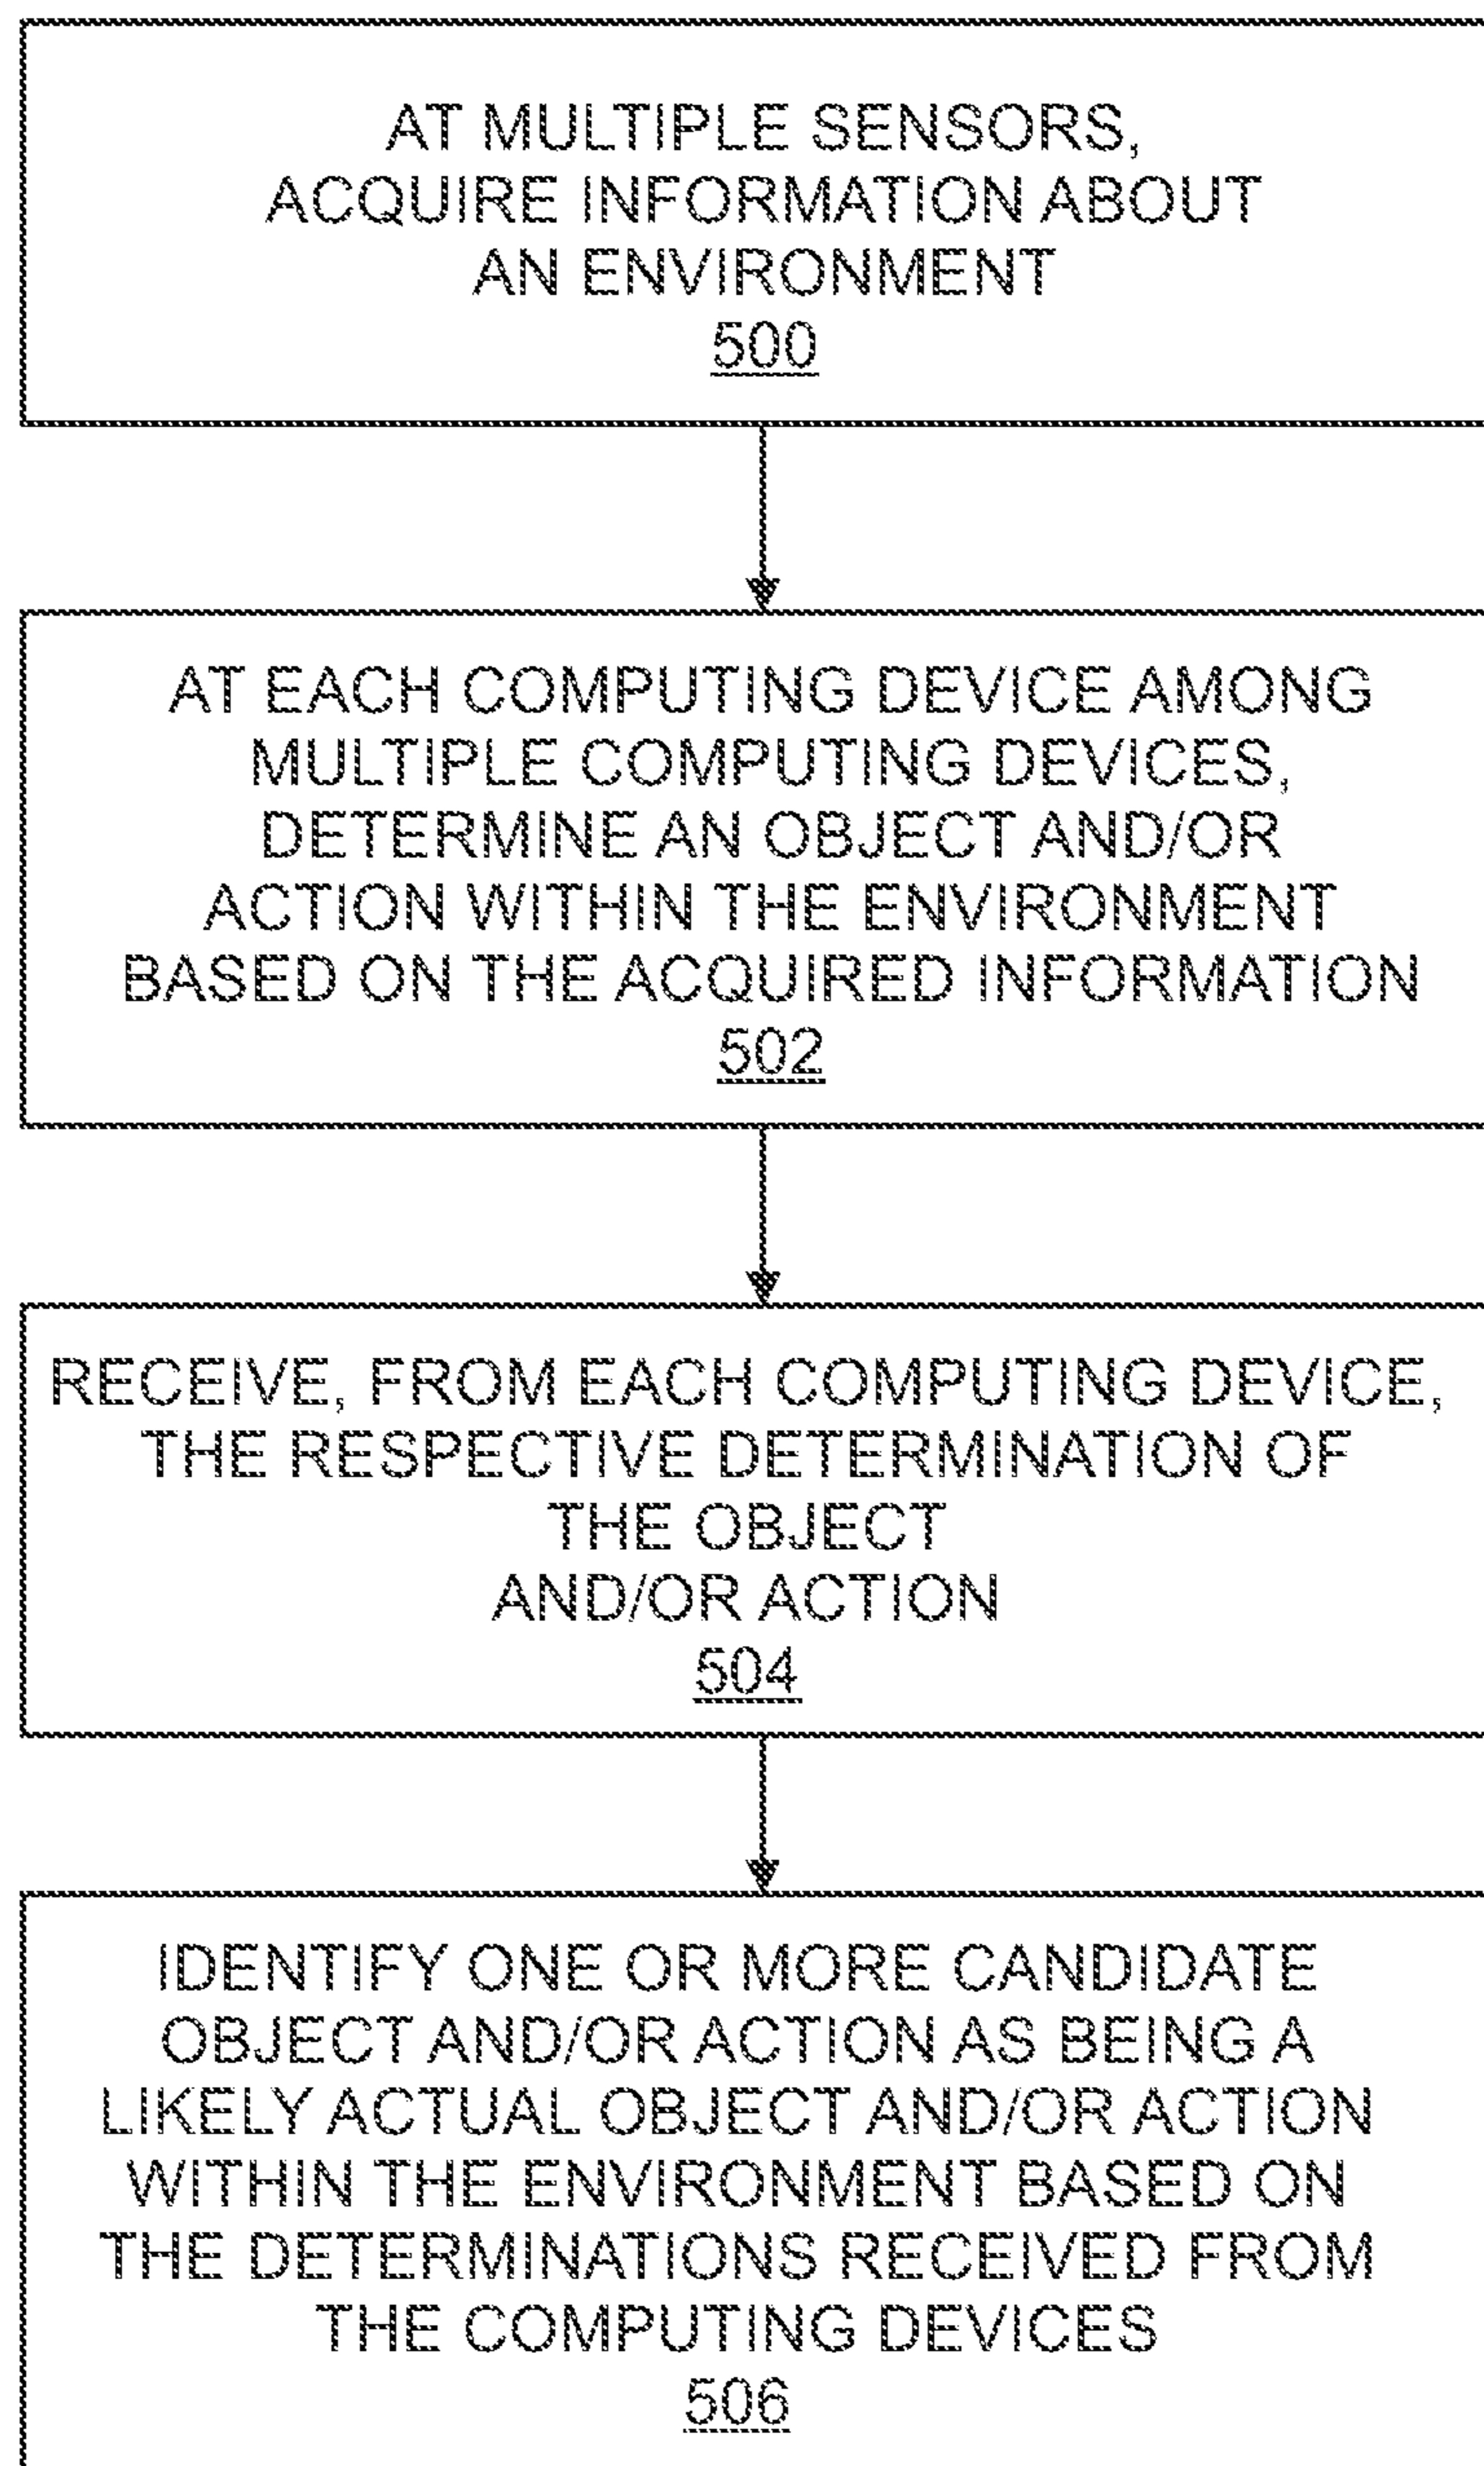 AT MULTIPLE SENSORS,
ACQUIRE INFORMATION ABOUT
AN ENVIRONMENT
500
AT EACH COMPUTING DEVICE AMONG
MULTIPLE COMPUTING DEVICES,
DETERMINE AN OBJECT AND/OR
ACTION WITHIN THE ENVIRONMENT
BASED ON THE ACQUIRED INFORMATION
502
RECEIVE, FROM EACH COMPUTING DEVICE,
THE RESPECTIVE DETERMINATION OF
THE OBJECT
AND/OR ACTION
504
IDENTIFY ONE OR MORE CANDIDATE
OBJECT AND/OR ACTION AS BEING A
LIKELY ACTUAL OBJECT AND/OR ACTION
WITHIN THE ENVIRONMENT BASED ON
THE DETERMINATIONS RECEIVED FROM
THE COMPUTING DEVICES
506